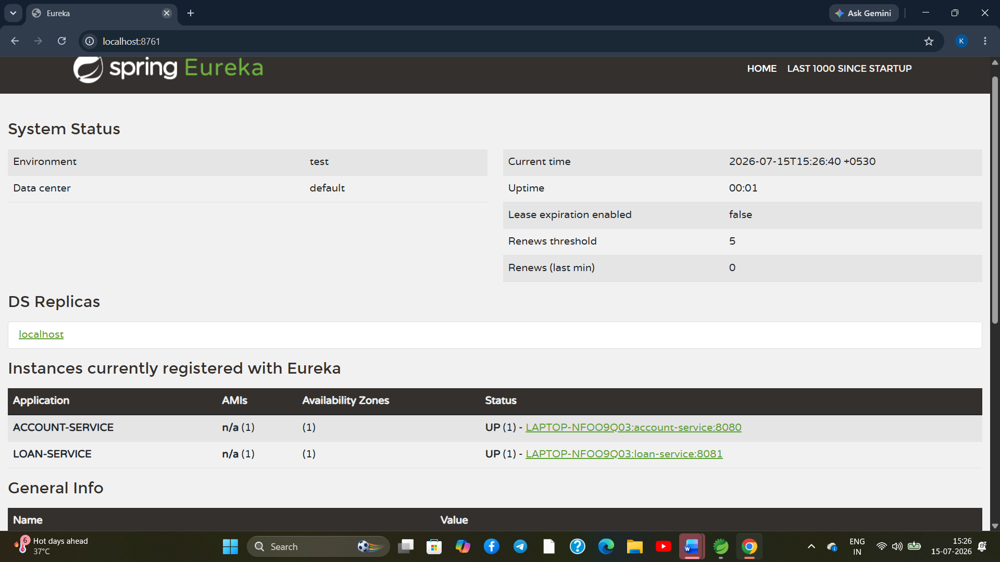 Eureka
Ask Gemini
localhost:8761
K
spring Eureka
HOME LAST 1000 SINCE STARTUP
System Status
Environment test
Data center default
Current time 2026-07-15T15:26:40 +0530
Uptime 00:01
Lease expiration enabled false
Renews threshold 5
Renews (last min) 0
DS Replicas
localhost
Instances currently registered with Eureka
Application AMIs Availability Zones Status
ACCOUNT-SERVICE n/a (1) (1) UP (1) - LAPTOP-NFOO9Q03:account-service:8080
LOAN-SERVICE n/a (1) (1) UP (1) - LAPTOP-NFOO9Q03:loan-service:8081
General Info
Name Value
6
Hot days ahead
37°C
Search
ENG
IN
15:26
15-07-2026